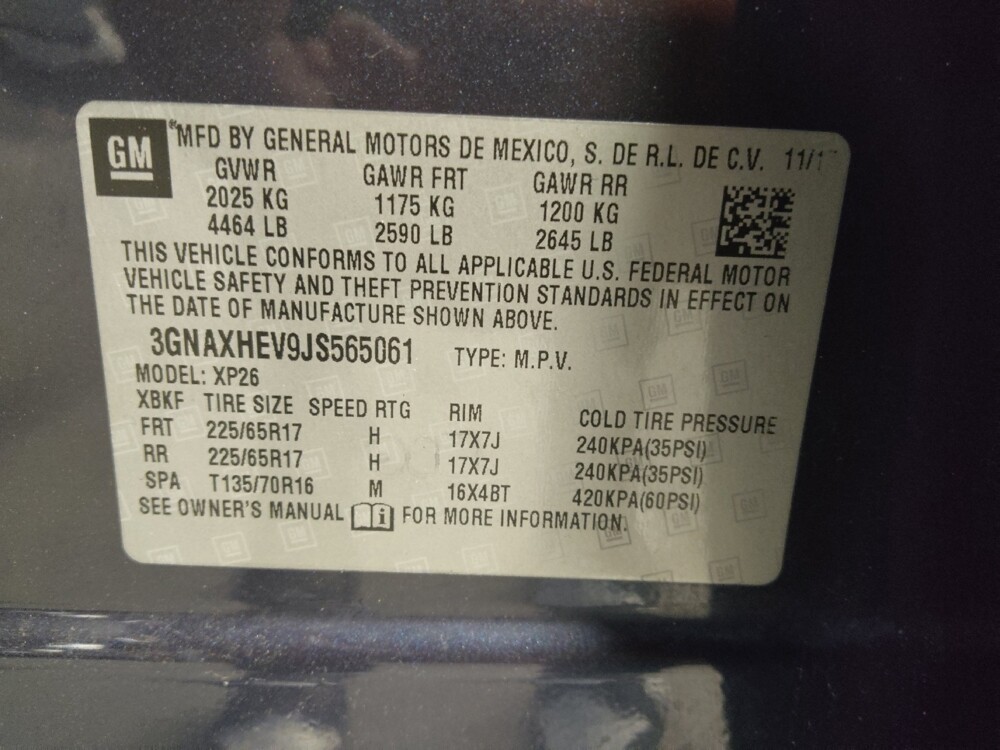 GM
MFD BY GENERAL MOTORS DE MEXICO, S. DE R.L. DE C.V.
GVWR GAWR FRT GAWR RR
2025 KG 1175 KG 1200 KG
4464 LB 2590 LB 2645 LB
THIS VEHICLE CONFORMS TO ALL APPLICABLE U.S. FEDERAL MOTOR
VEHICLE SAFETY AND THEFT PREVENTION STANDARDS IN EFFECT ON
THE DATE OF MANUFACTURE SHOWN ABOVE.
3GNAXHEV9JS565061 TYPE: M.P.V.
MODEL: XP26
XBKF TIRE SIZE SPEED RTG RIM COLD TIRE PRESSURE
FRT 225/65R17 H 17X7J 240KPA(35PSI)
RR 225/65R17 H 17X7J 240KPA(35PSI)
SPA T135/70R16 M 16X4BT 420KPA(60PSI)
SEE OWNER'S MANUAL i FOR MORE INFORMATION.